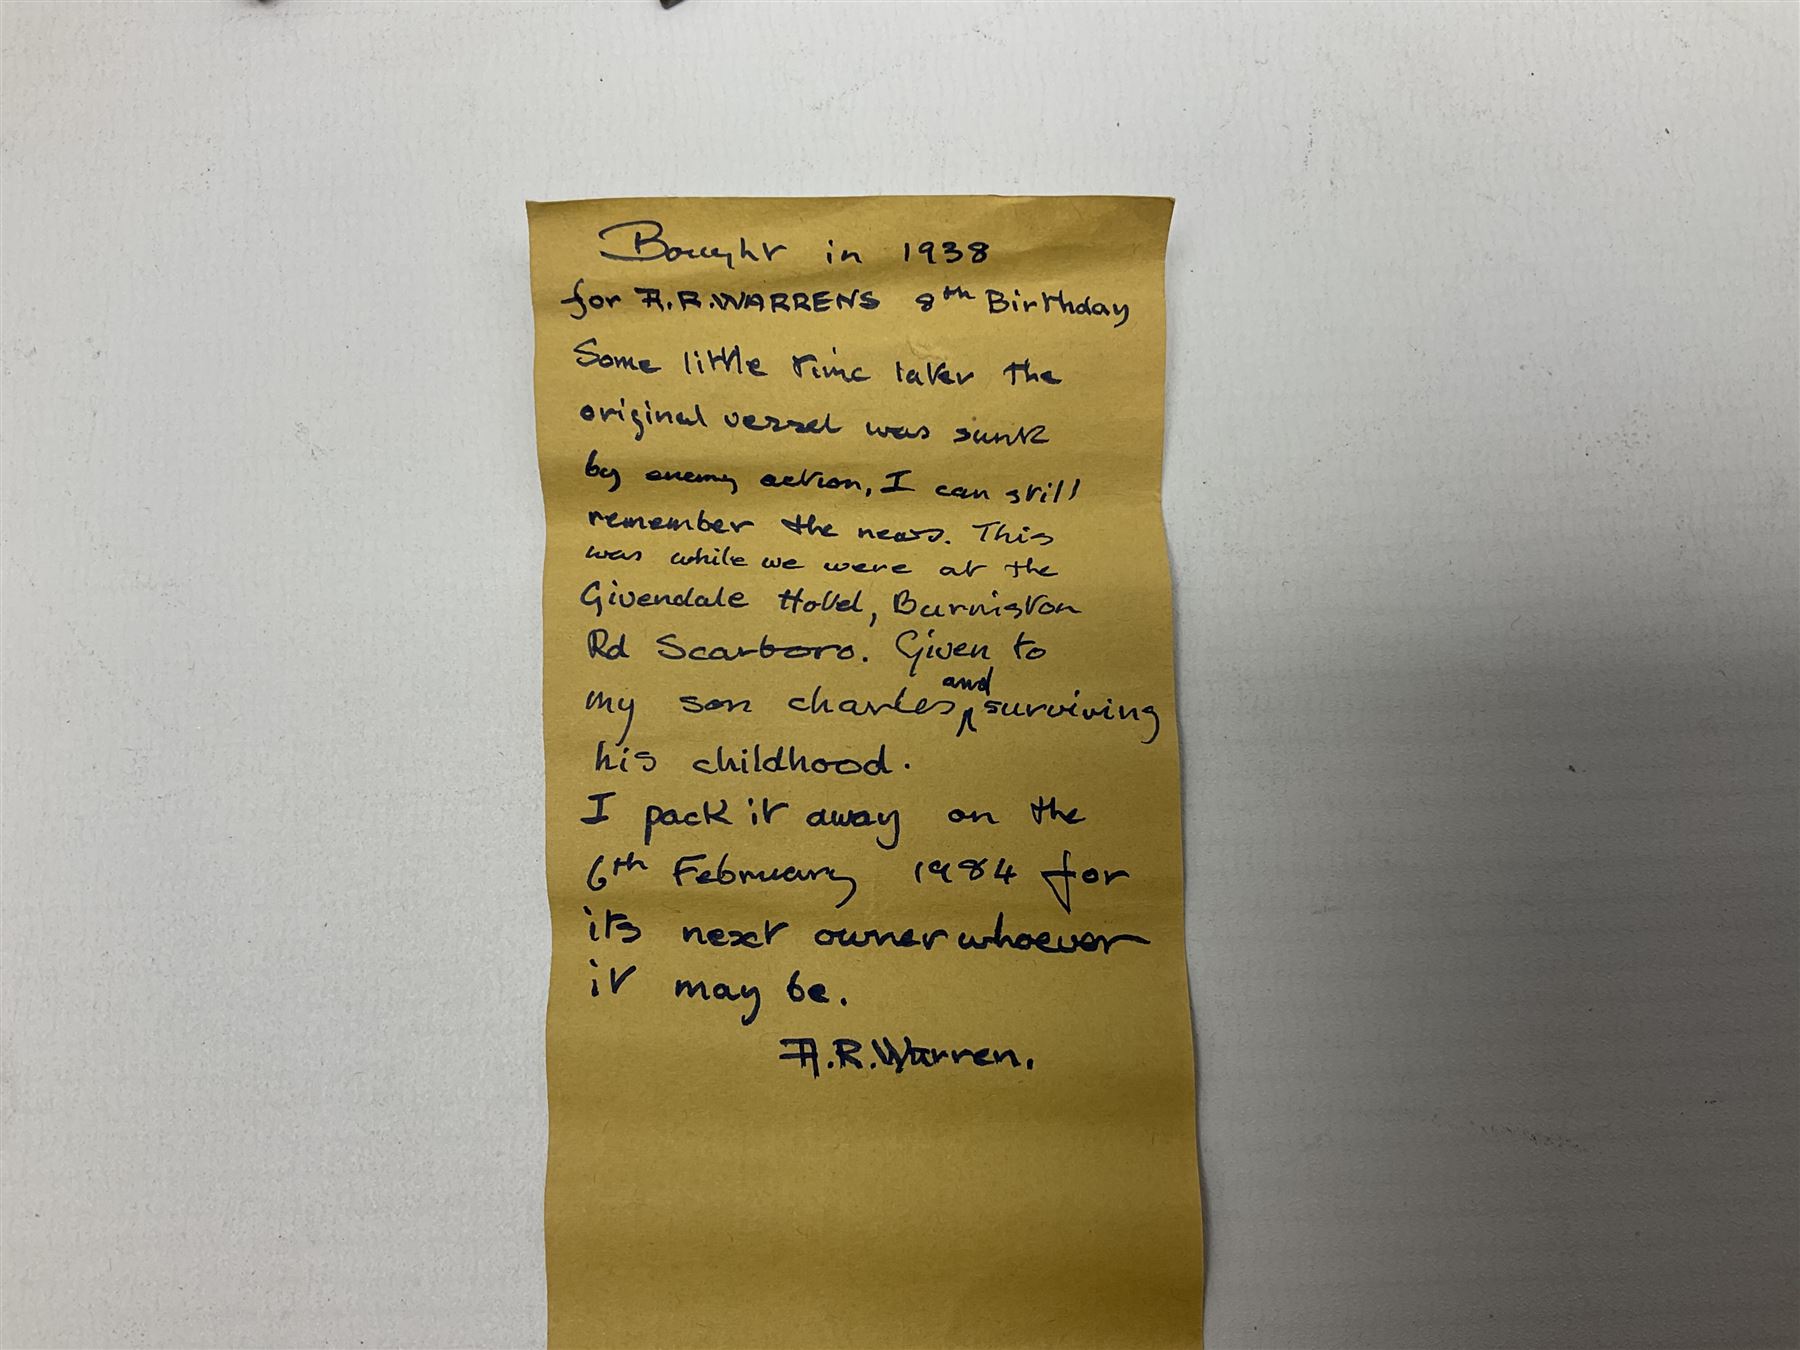 Bought in 1938
for A.R.WARRENS 8th Birthday
Some little time later the
original vessel was sunk
by enemy action, I can still
remember the news. This
was while we were at the
Givendale Hotel, Burniston
Rd Scarboro. Given to
my son charles and surviving
his childhood.
I pack it away on the
6th February 1984 for
its next owner whoever
it may be.
A.R.Warren.